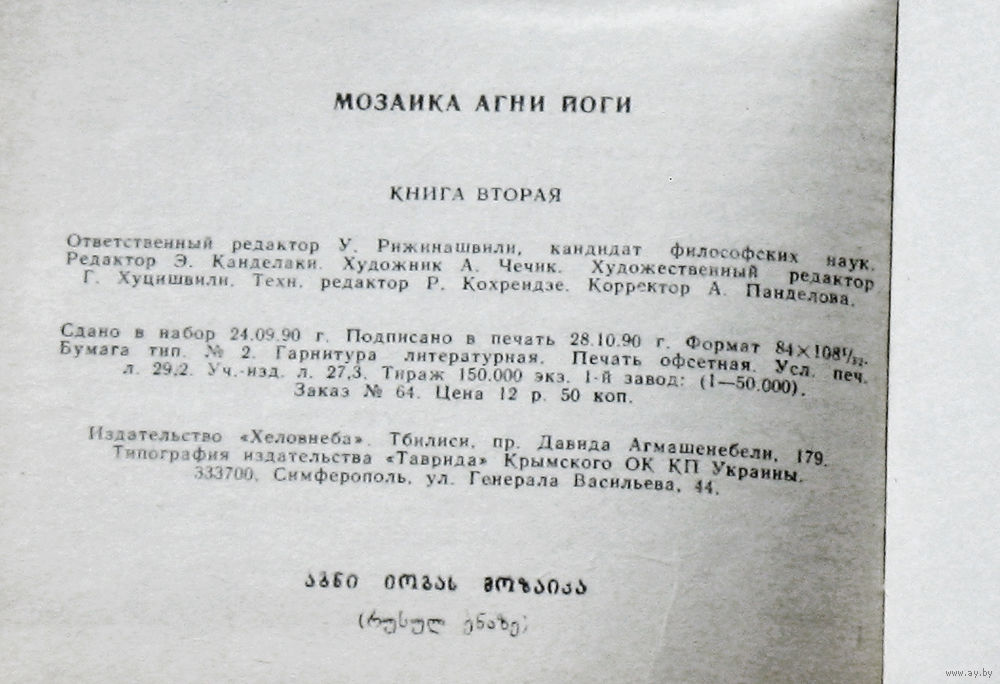 МОЗАИКА АГНИ ЙОГИ
КНИГА ВТОРАЯ
Ответственный редактор У. Рижинашвили, кандидат философских наук.
Редактор Э. Канделаки. Художник А. Чечик. Художественный редактор
Г. Хуцишвили. Техн. редактор Р. Кохрендзе. Корректор А. Панделова.
Сдано в набор 24.09.90 г. Подписано в печать 28.10.90 г. Формат 84×108¹/₃₂.
Бумага тип. № 2. Гарнитура литературная. Печать офсетная. Усл. печ.
л. 29,2. Уч.-изд. л. 27,3. Тираж 150.000 экз. 1-й завод: (1—50.000).
Заказ № 64. Цена 12 р. 50 коп.
Издательство «Хеловнеба». Тбилиси, пр. Давида Агмашенебели, 179.
Типография издательства «Таврида» Крымского ОК КП Украины.
333700, Симферополь, ул. Генерала Васильева, 44.
აგნი იოგას მოზაიკა
(რუსულ ენაზე)
www.ay.by